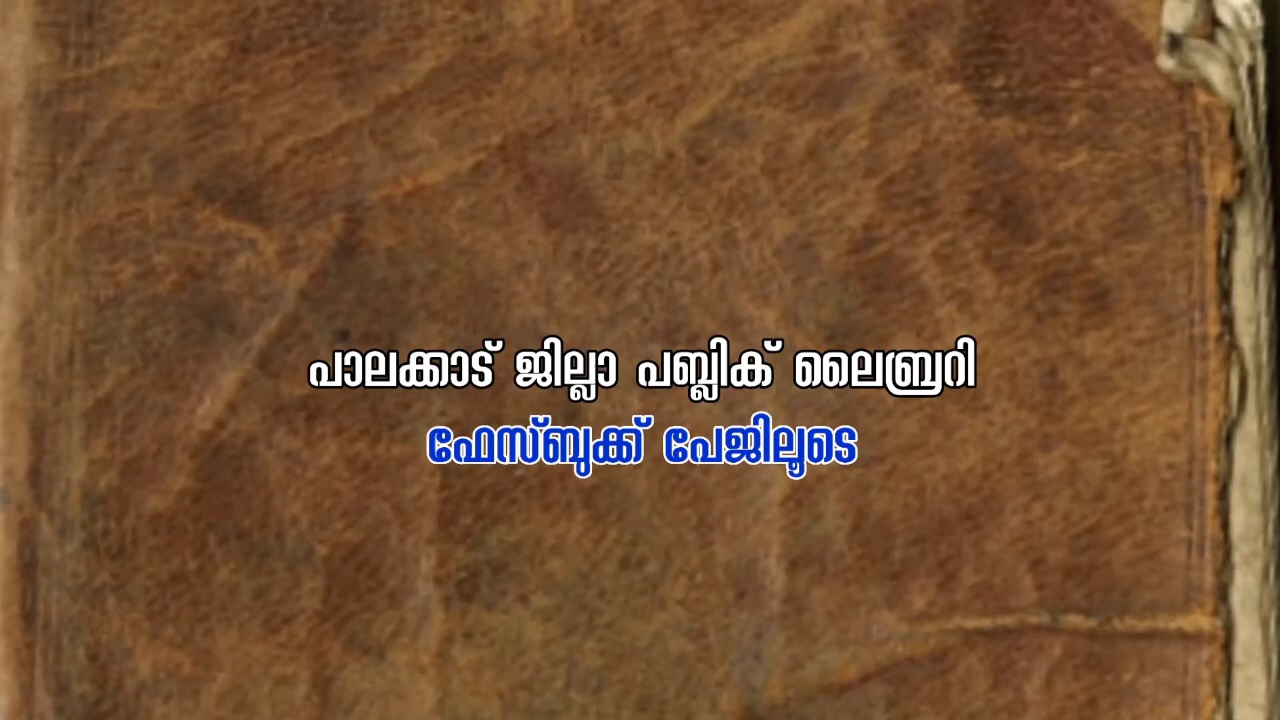 പാലക്കാട് ജില്ലാ പബ്ലിക് ലൈബ്രറി
ഫേസ്ബുക്ക് പേജിലൂടെ